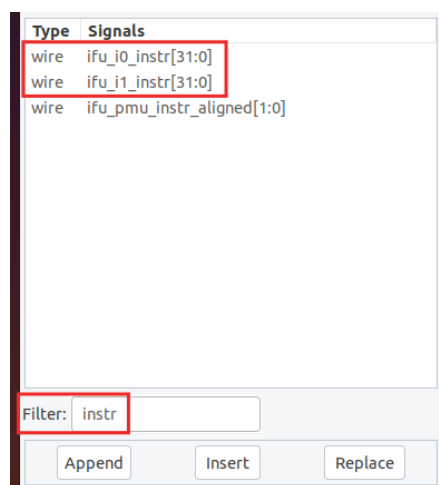 Type Signals
wire ifu_i0_instr[31:0]
wire ifu_i1_instr[31:0]
wire ifu_pmu_instr_aligned[1:0]
Filter: instr
Append Insert Replace